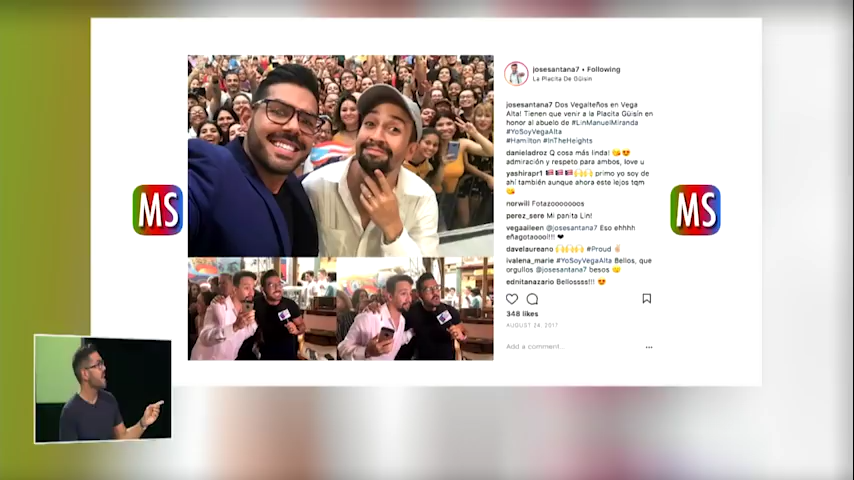 josesantana7 • Following
La Placita De Güisin
josesantana7 Dos Vegalteños en Vega
Alta! Tienen que venir a la Placita Güisín en
honor al abuelo de #LinManuelMiranda
#YoSoyVegaAlta
#Hamilton #InTheHeights
danieladroz Q cosa más linda! 😘😍
admiración y respeto para ambos, love u
yashirapr1 🇵🇷🇵🇷🇵🇷🙌🙌 primo yo soy de
ahí también aunque ahora este lejos tqm
😘
norwill Fotazooooooos
perez_sere Mi panita Lin!
vegaaileen @josesantana7 Eso ehhhh
eñagotaoooi!!! ❤
davelaureano 🙌🙌🙌 #Proud
ivalena_marie #YoSoyVegaAlta Bellos, que
orgullos @josesantana7 besos
ednitanazario Bellossss!!! 😍
348 likes
AUGUST 24, 2017
Add a comment...
MS
MS